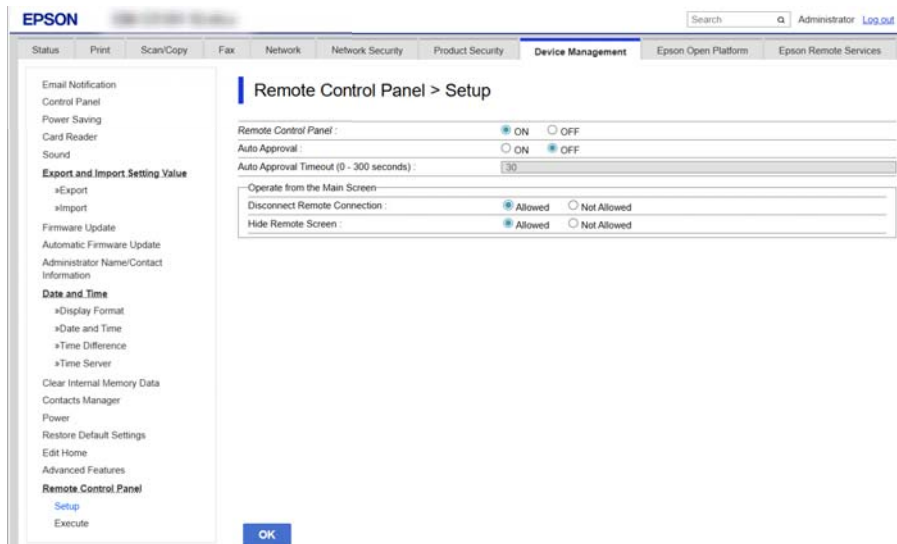 EPSON
Search
Administrator Log out
Status Print Scan/Copy Fax Network Network Security Product Security Device Management Epson Open Platform Epson Remote Services
Email Notification
Control Panel
Power Saving
Card Reader
Sound
Export and Import Setting Value
»Export
»Import
Firmware Update
Automatic Firmware Update
Administrator Name/Contact
Information
Date and Time
»Display Format
»Date and Time
»Time Difference
»Time Server
Clear Internal Memory Data
Contacts Manager
Power
Restore Default Settings
Edit Home
Advanced Features
Remote Control Panel
Setup
Execute
Remote Control Panel > Setup
Remote Control Panel : ON OFF
Auto Approval : ON OFF
Auto Approval Timeout (0 - 300 seconds) : 30
Operate from the Main Screen
Disconnect Remote Connection : Allowed Not Allowed
Hide Remote Screen : Allowed Not Allowed
OK